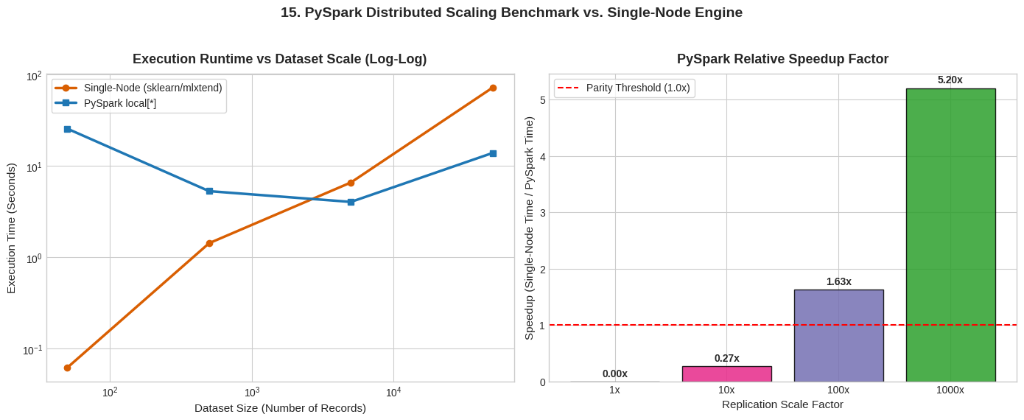 15. PySpark Distributed Scaling Benchmark vs. Single-Node Engine
Execution Runtime vs Dataset Scale (Log-Log)
Single-Node (sklearn/mlxtend)
PySpark local[*]
Execution Time (Seconds)
10²
10¹
10⁰
10⁻¹
10²
10³
10⁴
Dataset Size (Number of Records)
PySpark Relative Speedup Factor
Parity Threshold (1.0x)
Speedup (Single-Node Time / PySpark Time)
5
4
3
2
1
0
0.00x
0.27x
1.63x
5.20x
1x
10x
100x
1000x
Replication Scale Factor